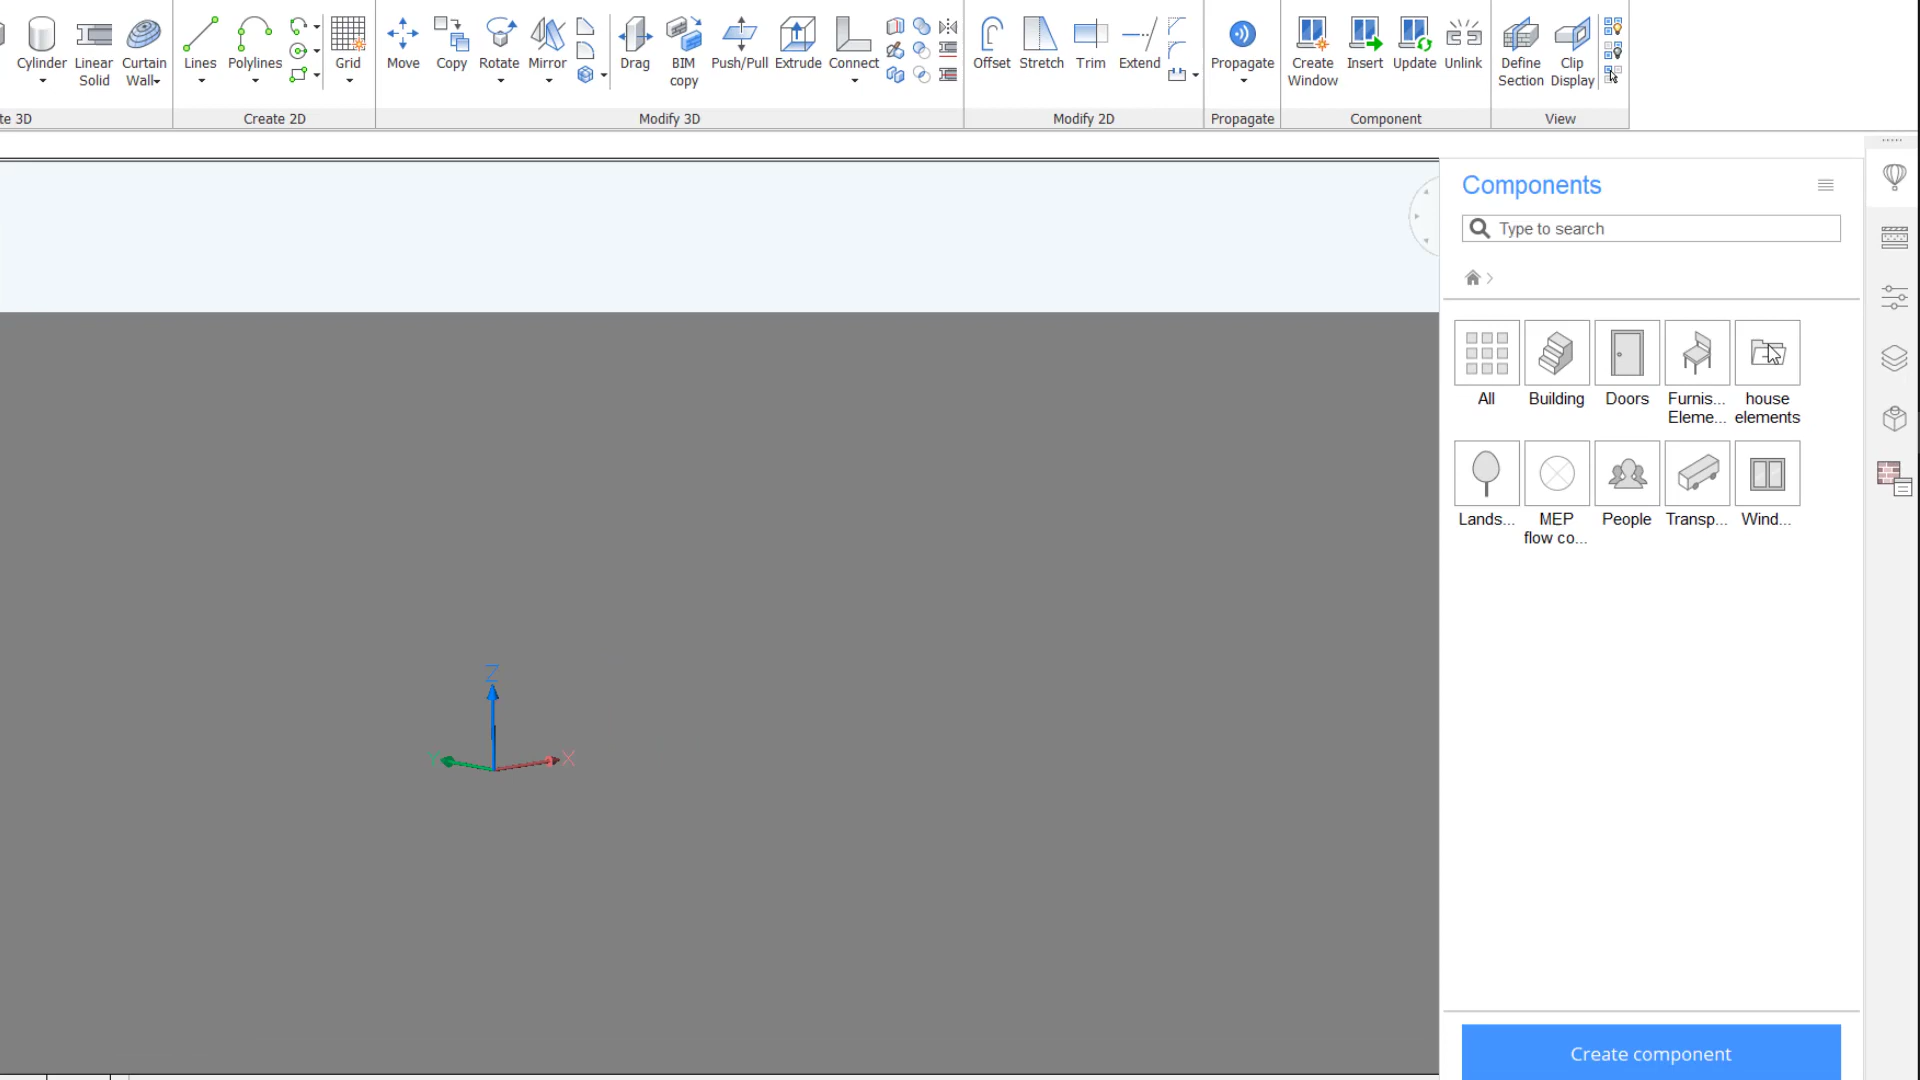 Cylinder
Linear
Solid
Curtain
Wall
Lines
Polylines
Grid
Move
Copy
Rotate
Mirror
Drag
BIM
copy
Push/Pull
Extrude
Connect
Offset
Stretch
Trim
Extend
Propagate
Create
Window
Insert
Update
Unlink
Define
Section
Clip
Display
te 3D
Create 2D
Modify 3D
Modify 2D
Propagate
Component
View
Components
Type to search
All
Building
Doors
Furnis...
Eleme...
house
elements
Lands...
MEP
flow co...
People
Transp...
Wind...
Z
Y
X
Create component